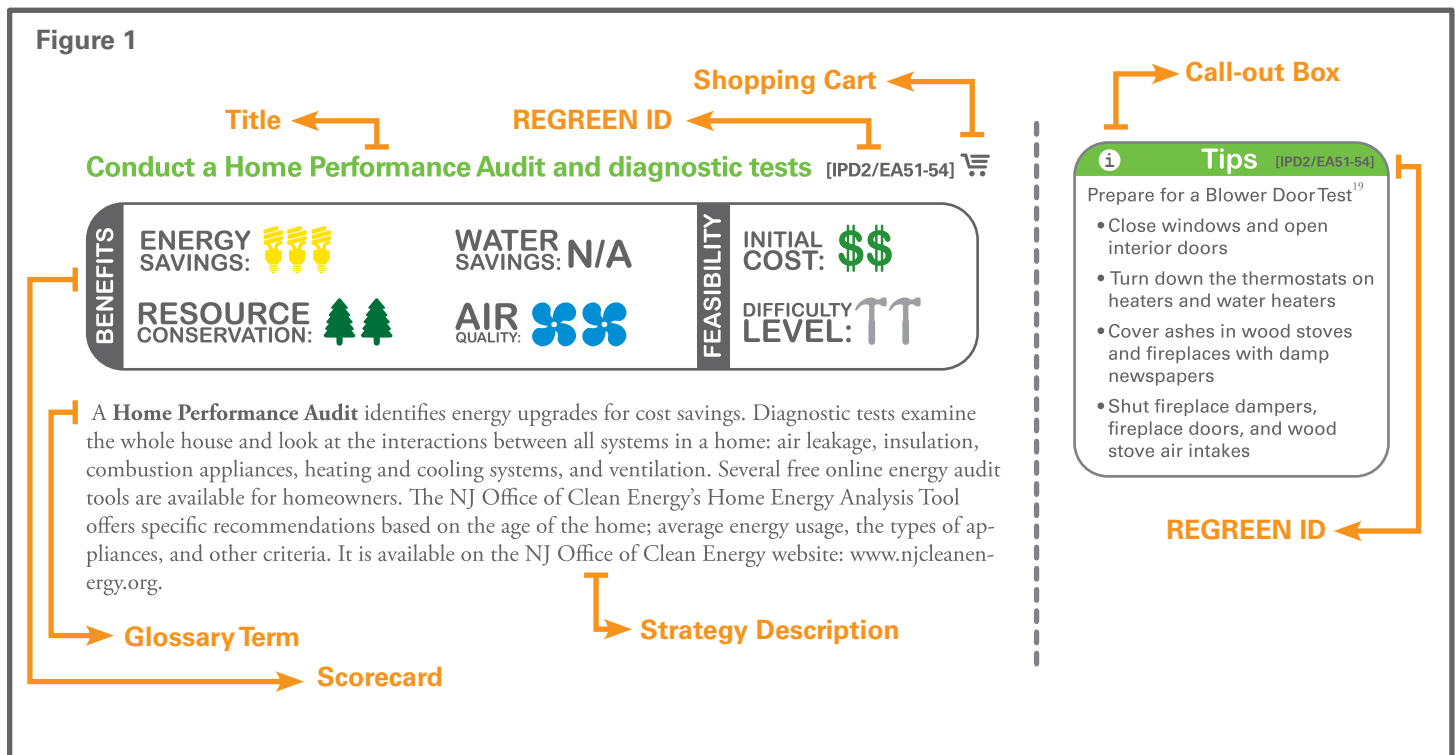 Figure 1
Shopping Cart
Title
REGREEN ID
Conduct a Home Performance Audit and diagnostic tests [IPD2/EA51-54]
BENEFITS
ENERGY
SAVINGS:
WATER
SAVINGS: N/A
RESOURCE
CONSERVATION:
AIR
QUALITY:
FEASIBILITY
INITIAL
COST: $$
DIFFICULTY
LEVEL:
A Home Performance Audit identifies energy upgrades for cost savings. Diagnostic tests examine
the whole house and look at the interactions between all systems in a home: air leakage, insulation,
combustion appliances, heating and cooling systems, and ventilation. Several free online energy audit
tools are available for homeowners. The NJ Office of Clean Energy's Home Energy Analysis Tool
offers specific recommendations based on the age of the home; average energy usage, the types of ap-
pliances, and other criteria. It is available on the NJ Office of Clean Energy website: www.njcleanen-
ergy.org.
Glossary Term
Strategy Description
Scorecard
Call-out Box
i Tips [IPD2/EA51-54]
Prepare for a Blower Door Test19
• Close windows and open
interior doors
• Turn down the thermostats on
heaters and water heaters
• Cover ashes in wood stoves
and fireplaces with damp
newspapers
• Shut fireplace dampers,
fireplace doors, and wood
stove air intakes
REGREEN ID